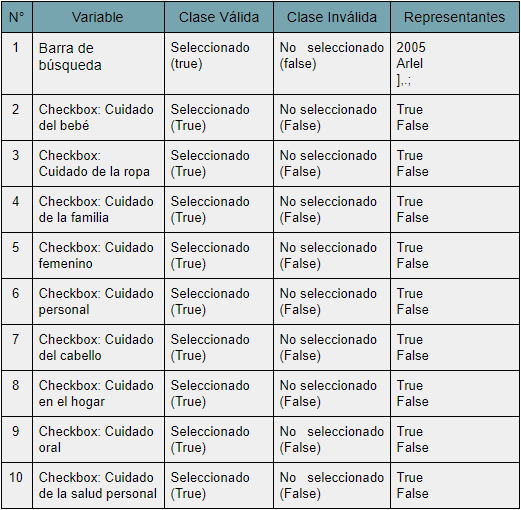 N° Variable Clase Válida Clase Inválida Representantes
1 Barra de búsqueda Seleccionado (true) No seleccionado (false) 2005 Arlel ],.;
2 Checkbox: Cuidado del bebé Seleccionado (True) No seleccionado (False) True False
3 Checkbox: Cuidado de la ropa Seleccionado (True) No seleccionado (False) True False
4 Checkbox: Cuidado de la familia Seleccionado (True) No seleccionado (False) True False
5 Checkbox: Cuidado femenino Seleccionado (True) No seleccionado (False) True False
6 Checkbox: Cuidado personal Seleccionado (True) No seleccionado (False) True False
7 Checkbox: Cuidado del cabello Seleccionado (True) No seleccionado (False) True False
8 Checkbox: Cuidado en el hogar Seleccionado (True) No seleccionado (False) True False
9 Checkbox: Cuidado oral Seleccionado (True) No seleccionado (False) True False
10 Checkbox: Cuidado de la salud personal Seleccionado (True) No seleccionado (False) True False